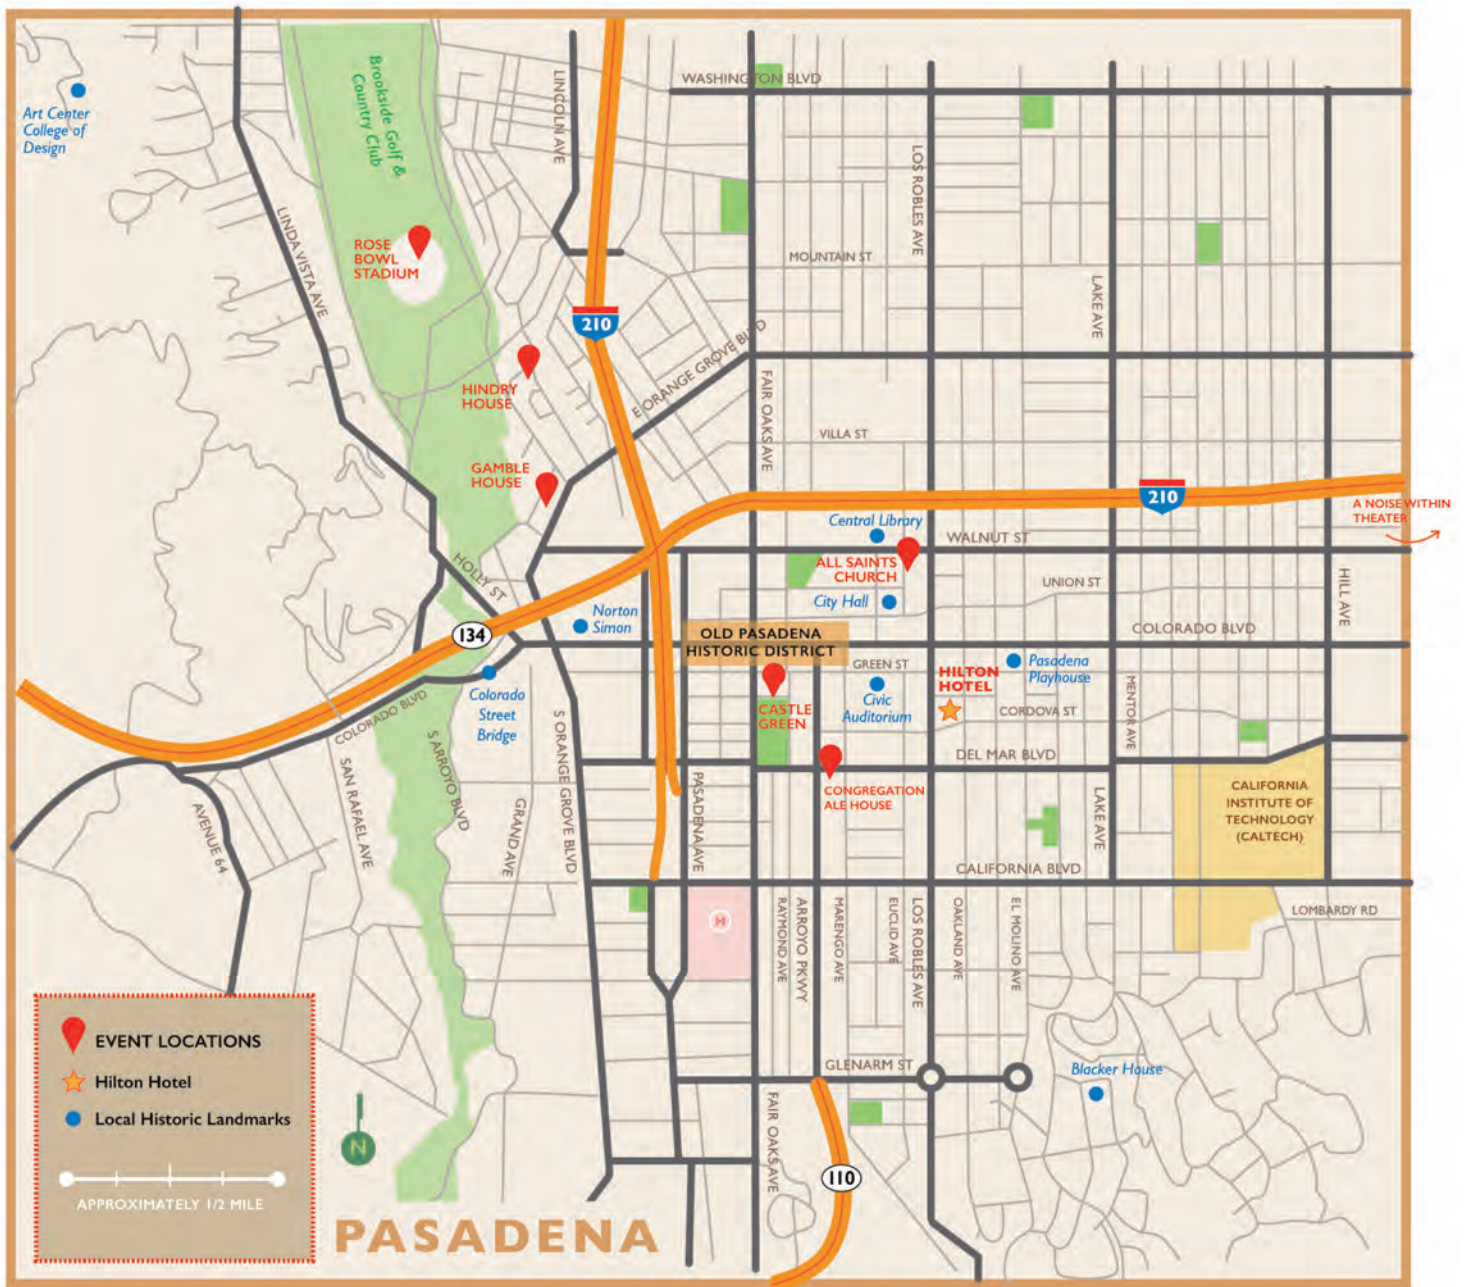 Brookside Golf &
Country Club
LINCOLN AVE
WASHINGTON BLVD
Art Center
College of
Design
LINDA VISTA AVE
ROSE
BOWL
STADIUM
LOS ROBLES AVE
MOUNTAIN ST
LAKE AVE
210
E ORANGE GROVE BLVD
HINDRY
HOUSE
FAIR OAKS AVE
VILLA ST
GAMBLE
HOUSE
210
A NOISE WITHIN
THEATER
Central Library
WALNUT ST
ALL SAINTS
CHURCH
HOLLY ST
UNION ST
HILL AVE
City Hall
Norton
Simon
134
OLD PASADENA
HISTORIC DISTRICT
COLORADO BLVD
GREEN ST
HILTON
HOTEL
Pasadena
Playhouse
Colorado
Street
Bridge
CASTLE
GREEN
Civic
Auditorium
CORDOVA ST
MENTOR AVE
COLORADO BLVD
S ARROYO BLVD
S ORANGE GROVE BLVD
DEL MAR BLVD
SAN RAFAEL AVE
PASADENA AVE
CONGREGATION
ALE HOUSE
LAKE AVE
CALIFORNIA
INSTITUTE OF
TECHNOLOGY
(CALTECH)
AVENUE 64
GRAND AVE
CALIFORNIA BLVD
H
RAYMOND AVE
ARROYO PKWY
MARENGO AVE
EUCLID AVE
LOS ROBLES AVE
OAKLAND AVE
EL MOLINO AVE
LOMBARDY RD
EVENT LOCATIONS
Hilton Hotel
Local Historic Landmarks
APPROXIMATELY 1/2 MILE
N
GLENARM ST
Blacker House
FAIR OAKS AVE
110
PASADENA